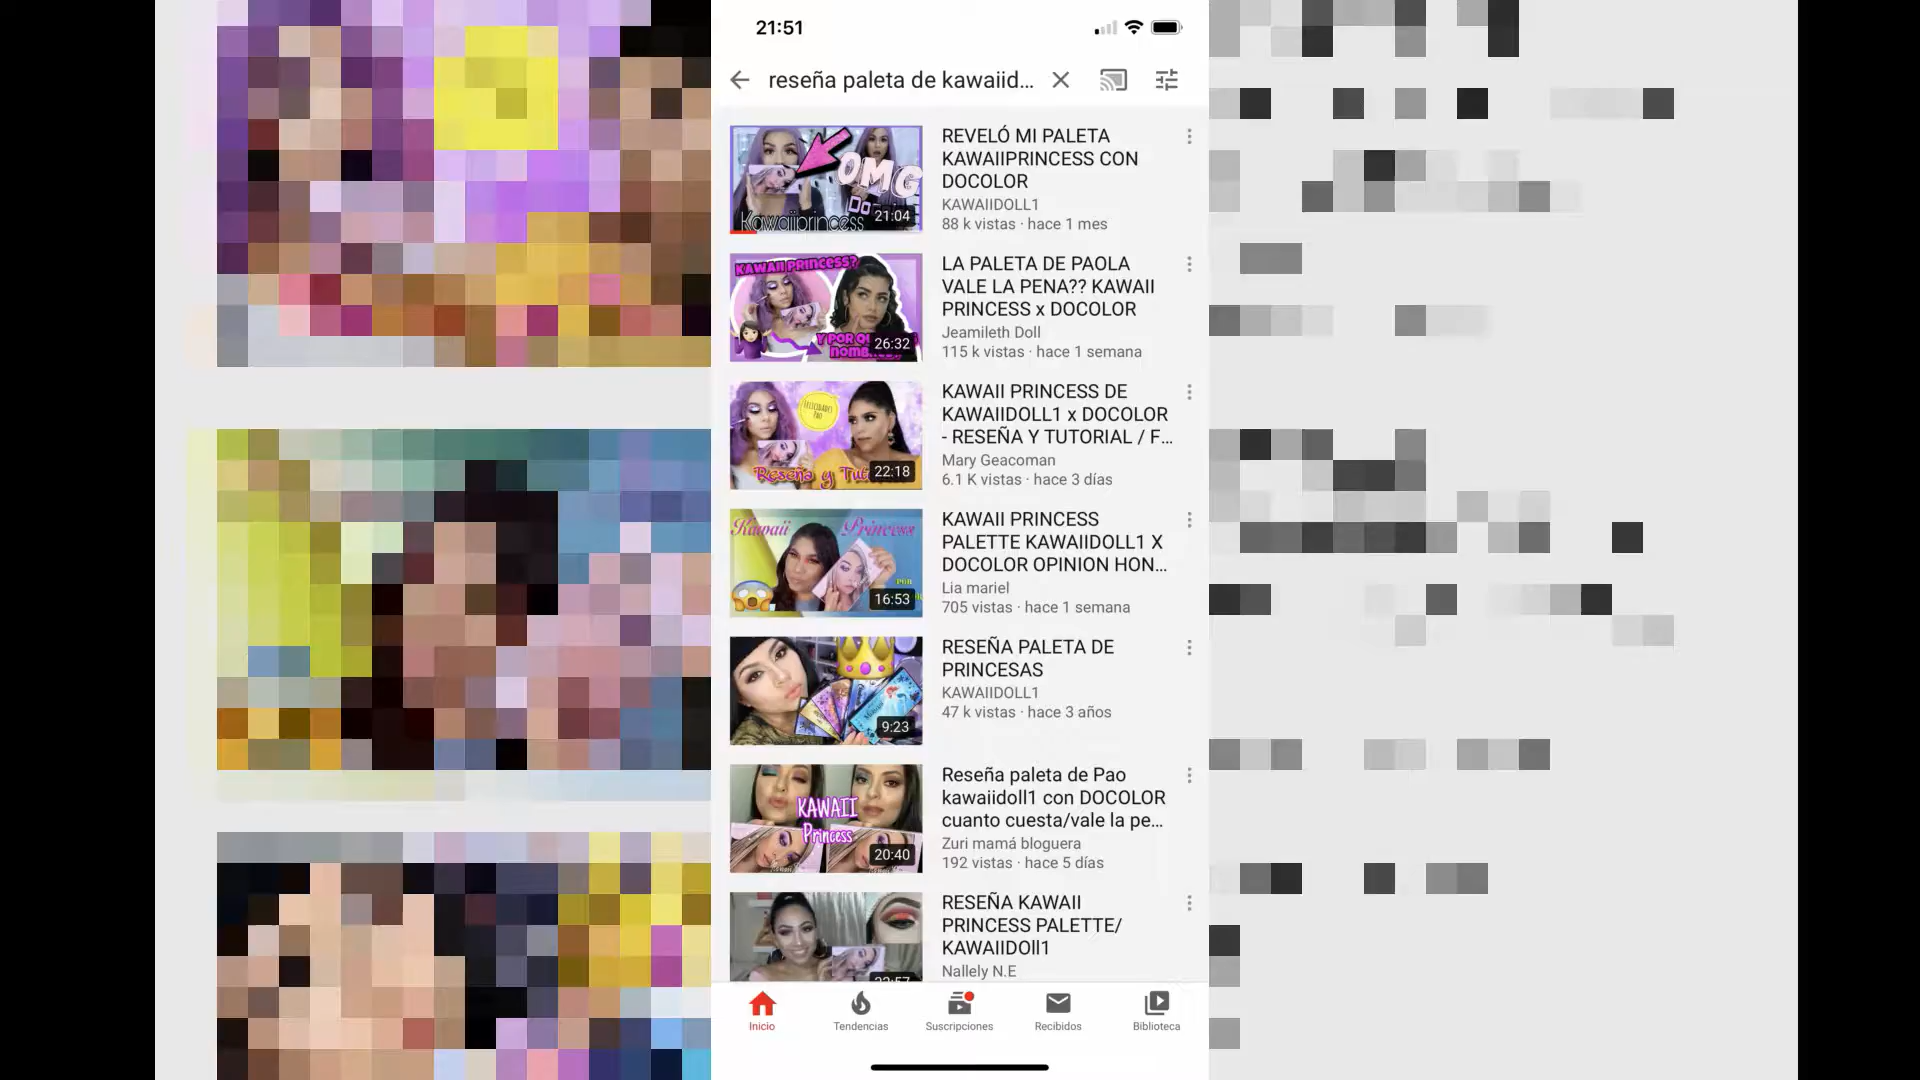 21:51
reseña paleta de kawaiid...
OMG
Kawaiiprincess
Do
21:04
REVELÓ MI PALETA
KAWAIIPRINCESS CON
DOCOLOR
KAWAIIDOLL1
88 k vistas · hace 1 mes
KAWAII PRINCESS?
26:32
LA PALETA DE PAOLA
VALE LA PENA?? KAWAII
PRINCESS x DOCOLOR
Jeamileth Doll
115 k vistas · hace 1 semana
FELICIDADES
PAO
Reseña y Tut
22:18
KAWAII PRINCESS DE
KAWAIIDOLL1 x DOCOLOR
- RESEÑA Y TUTORIAL / F...
Mary Geacoman
6.1 K vistas · hace 3 días
Kawaii Princess
16:53
KAWAII PRINCESS
PALETTE KAWAIIDOLL1 X
DOCOLOR OPINION HON...
Lia mariel
705 vistas · hace 1 semana
9:23
RESEÑA PALETA DE
PRINCESAS
KAWAIIDOLL1
47 k vistas · hace 3 años
KAWAII
Princess
20:40
Reseña paleta de Pao
kawaiidoll1 con DOCOLOR
cuanto cuesta/vale la pe...
Zuri mamá bloguera
192 vistas · hace 5 días
RESEÑA KAWAII
PRINCESS PALETTE/
KAWAIIDOll1
Nallely N.E
Inicio
Tendencias
Suscripciones
Recibidos
Biblioteca